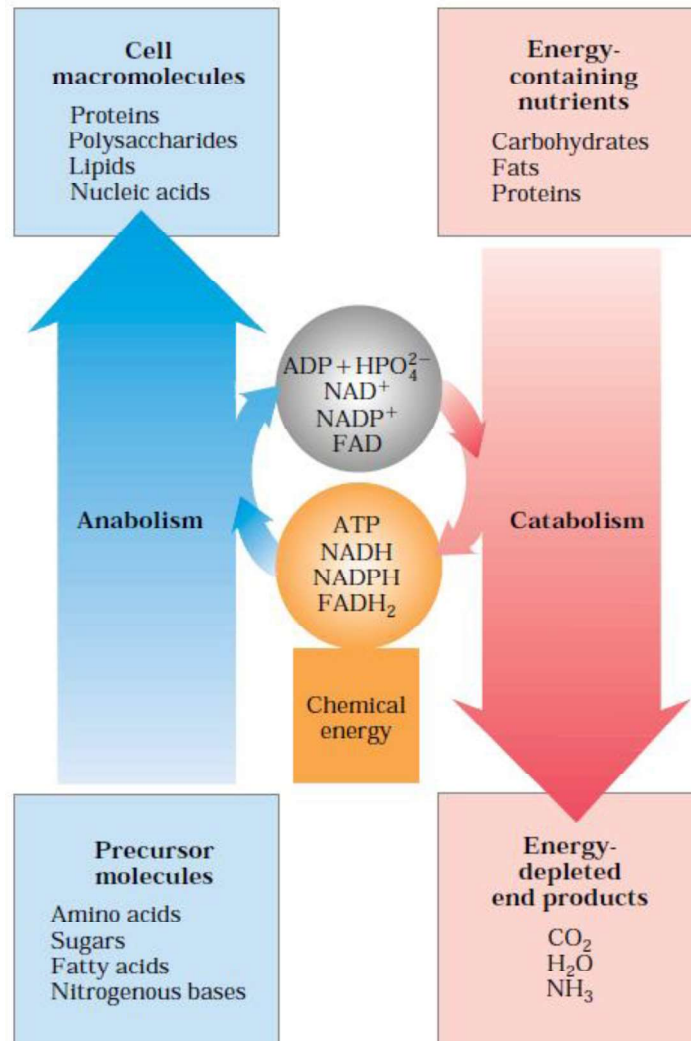 Cell
macromolecules
Proteins
Polysaccharides
Lipids
Nucleic acids
Energy-
containing
nutrients
Carbohydrates
Fats
Proteins
ADP + HPO₄²⁻
NAD⁺
NADP⁺
FAD
Anabolism
ATP
NADH
NADPH
FADH₂
Catabolism
Chemical
energy
Precursor
molecules
Amino acids
Sugars
Fatty acids
Nitrogenous bases
Energy-
depleted
end products
CO₂
H₂O
NH₃